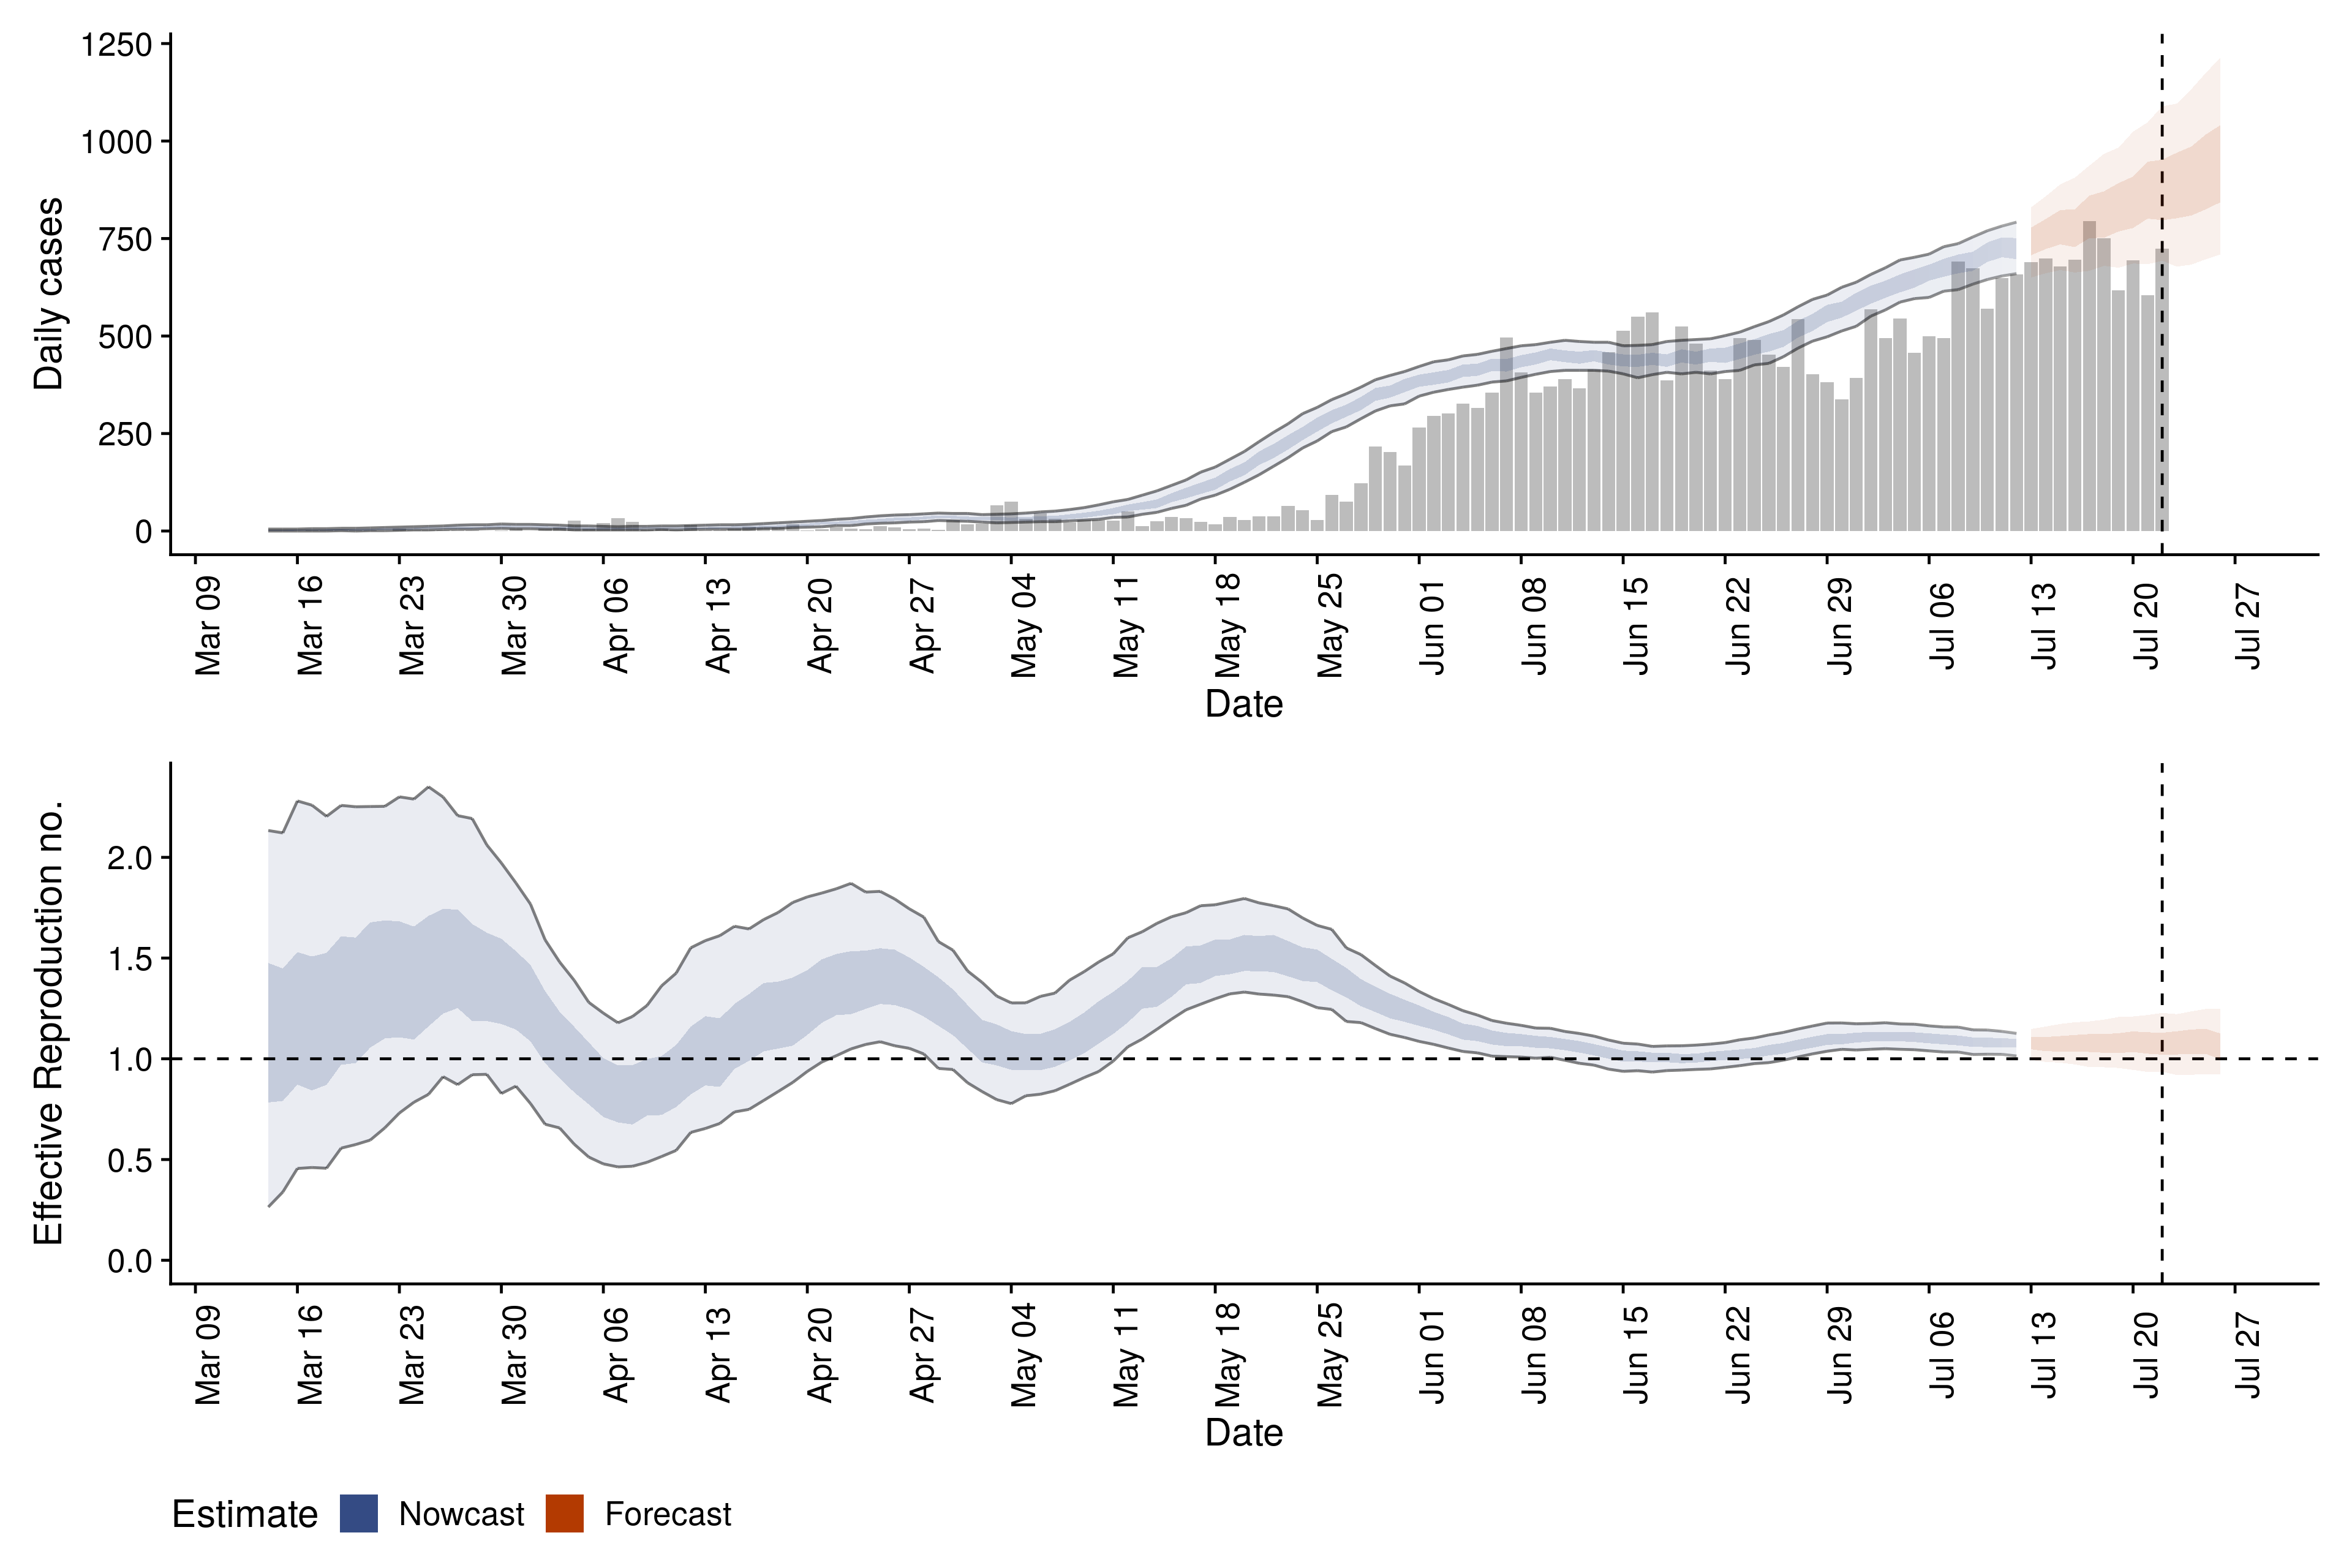 1250
1000
750
500
250
0
Daily cases
Mar 09 Mar 16 Mar 23 Mar 30 Apr 06 Apr 13 Apr 20 Apr 27 May 04 May 11 May 18 May 25 Jun 01 Jun 08 Jun 15 Jun 22 Jun 29 Jul 06 Jul 13 Jul 20 Jul 27
Date
2.0
1.5
1.0
0.5
0.0
Effective Reproduction no.
Mar 09 Mar 16 Mar 23 Mar 30 Apr 06 Apr 13 Apr 20 Apr 27 May 04 May 11 May 18 May 25 Jun 01 Jun 08 Jun 15 Jun 22 Jun 29 Jul 06 Jul 13 Jul 20 Jul 27
Date
Estimate Nowcast Forecast